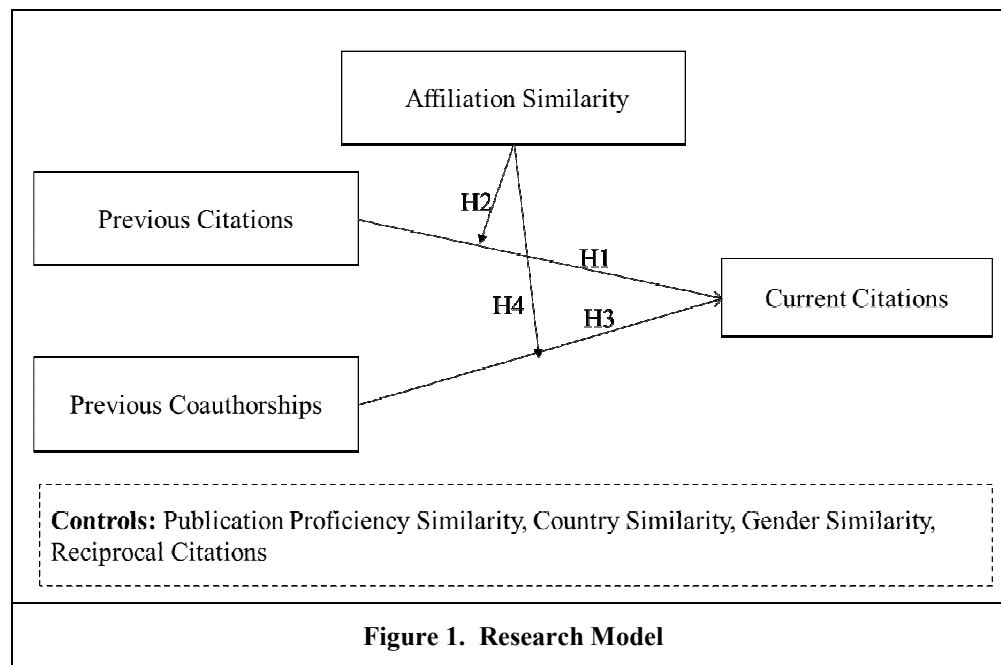 Affiliation Similarity
Previous Citations
H2
H1
Current Citations
H4
H3
Previous Coauthorships
Controls: Publication Proficiency Similarity, Country Similarity, Gender Similarity,
Reciprocal Citations
Figure 1. Research Model